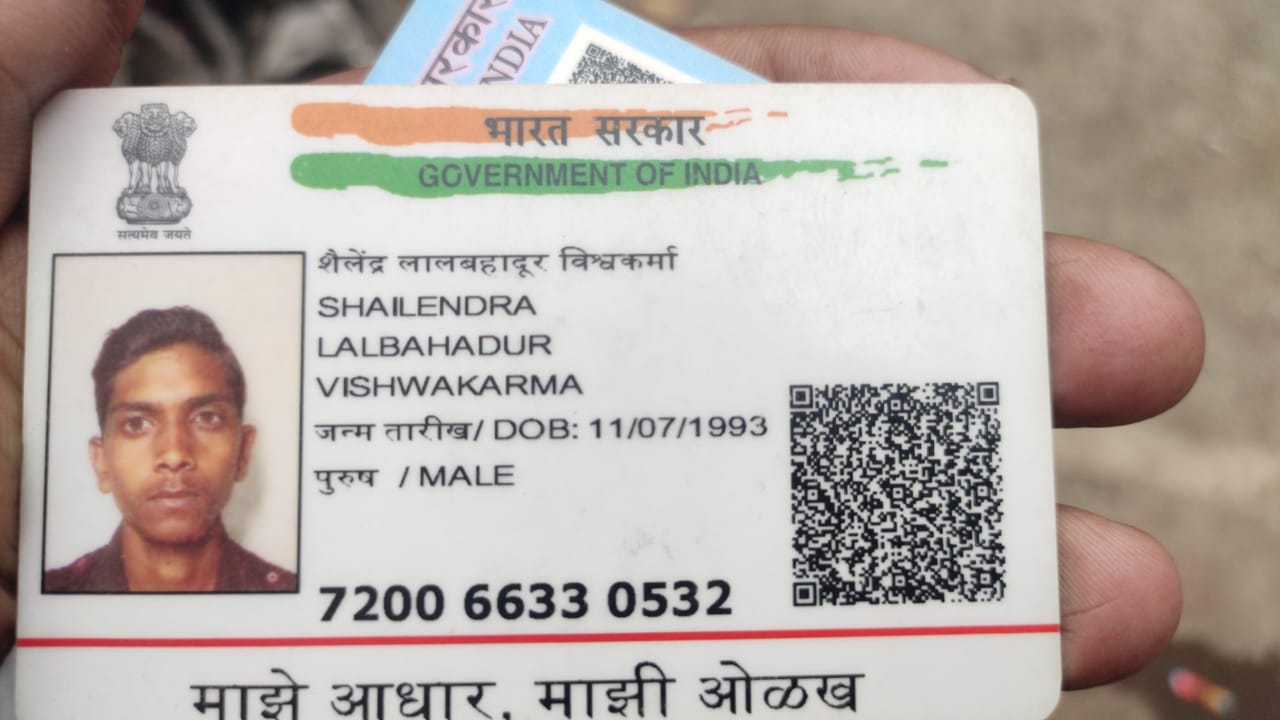 रकार
INDIA
भारत सरकार
GOVERNMENT OF INDIA
सत्यमेव जयते
शैलेंद्र लालबहादूर विश्वकर्मा
SHAILENDRA
LALBAHADUR
VISHWAKARMA
जन्म तारीख/ DOB: 11/07/1993
पुरुष / MALE
7200 6633 0532
माझे आधार, माझी ओळख